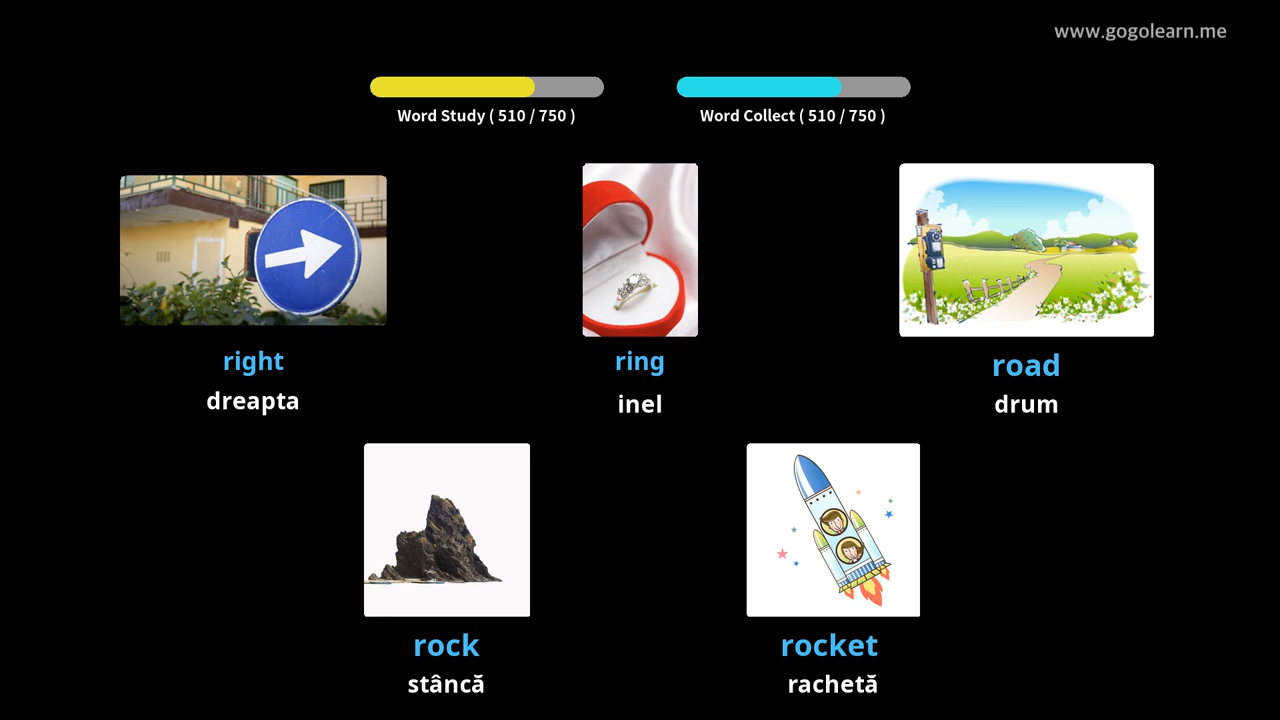 www.gogolearn.me
Word Study ( 510 / 750 )
Word Collect ( 510 / 750 )
right
dreapta
ring
inel
road
drum
rock
stâncă
rocket
rachetă